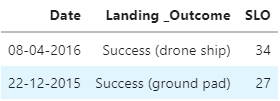 Date Landing _Outcome SLO
08-04-2016 Success (drone ship) 34
22-12-2015 Success (ground pad) 27